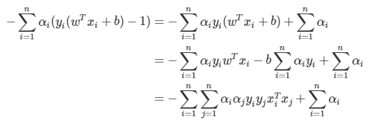 $-\sum_{i=1}^{n} \alpha_i (y_i (w^T x_i + b) - 1) = -\sum_{i=1}^{n} \alpha_i y_i (w^T x_i + b) + \sum_{i=1}^{n} \alpha_i$
$= -\sum_{i=1}^{n} \alpha_i y_i w^T x_i - b \sum_{i=1}^{n} \alpha_i y_i + \sum_{i=1}^{n} \alpha_i$
$= -\sum_{i=1}^{n} \sum_{j=1}^{n} \alpha_i \alpha_j y_i y_j x_i^T x_j + \sum_{i=1}^{n} \alpha_i$